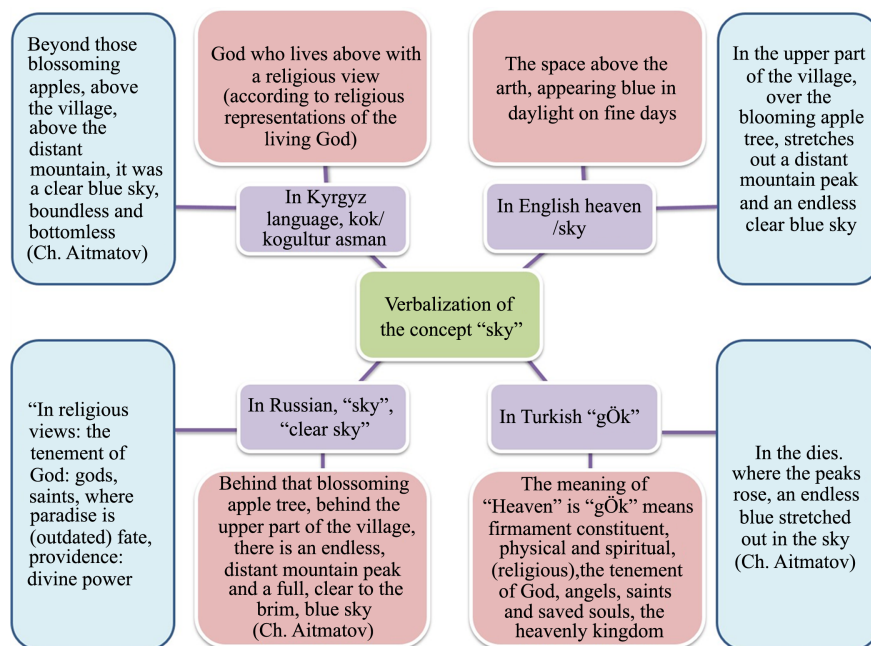 Beyond those
blossoming
apples, above
the village,
above the
distant
mountain, it was
a clear blue sky,
boundless and
bottomless
(Ch. Aitmatov)
God who lives above with
a religious view
(according to religious
representations of the
living God)
The space above the
arth, appearing blue in
daylight on fine days
In the upper part
of the village,
over the
blooming apple
tree, stretches
out a distant
mountain peak
and an endless
clear blue sky
In Kyrgyz
language, kok/
kogultur asman
In English heaven
/sky
Verbalization of
the concept “sky”
In Russian, “sky”,
“clear sky”
In Turkish “gÖk”
“In religious
views: the
tenement of
God: gods,
saints, where
paradise is
(outdated) fate,
providence:
divine power
Behind that blossoming
apple tree, behind the
upper part of the village,
there is an endless,
distant mountain peak
and a full, clear to the
brim, blue sky
(Ch. Aitmatov)
The meaning of
“Heaven” is “gÖk” means
firmament constituent,
physical and spiritual,
(religious),the tenement
of God, angels, saints
and saved souls, the
heavenly kingdom
In the dies.
where the peaks
rose, an endless
blue stretched
out in the sky
(Ch. Aitmatov)